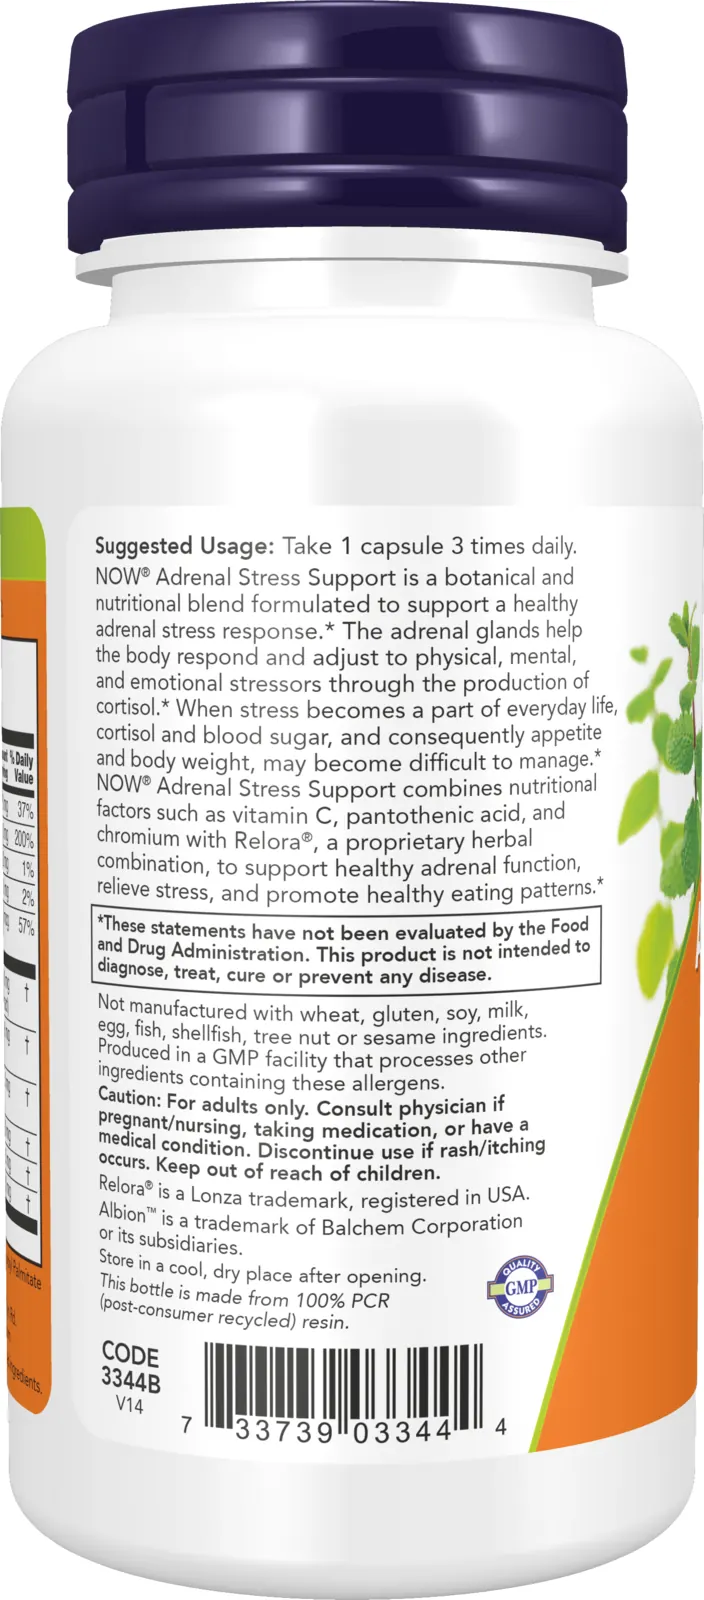 Suggested Usage: Take 1 capsule 3 times daily.
NOW® Adrenal Stress Support is a botanical and
nutritional blend formulated to support a healthy
adrenal stress response.* The adrenal glands help
the body respond and adjust to physical, mental,
and emotional stressors through the production of
cortisol.* When stress becomes a part of everyday life,
cortisol and blood sugar, and consequently appetite
and body weight, may become difficult to manage.*
NOW® Adrenal Stress Support combines nutritional
factors such as vitamin C, pantothenic acid, and
chromium with Relora®, a proprietary herbal
combination, to support healthy adrenal function,
relieve stress, and promote healthy eating patterns.*
*These statements have not been evaluated by the Food
and Drug Administration. This product is not intended to
diagnose, treat, cure or prevent any disease.
Not manufactured with wheat, gluten, soy, milk,
egg, fish, shellfish, tree nut or sesame ingredients.
Produced in a GMP facility that processes other
ingredients containing these allergens.
Caution: For adults only. Consult physician if
pregnant/nursing, taking medication, or have a
medical condition. Discontinue use if rash/itching
occurs. Keep out of reach of children.
Relora® is a Lonza trademark, registered in USA.
Albion™ is a trademark of Balchem Corporation
or its subsidiaries.
Store in a cool, dry place after opening.
This bottle is made from 100% PCR
(post-consumer recycled) resin.
QUALITY
GMP
ASSURED
CODE
3344B
V14
7 33739 03344 4
% Daily
Value
37%
200%
1%
2%
57%
†
†
†
†
†
†
Palmitate
ingredients.